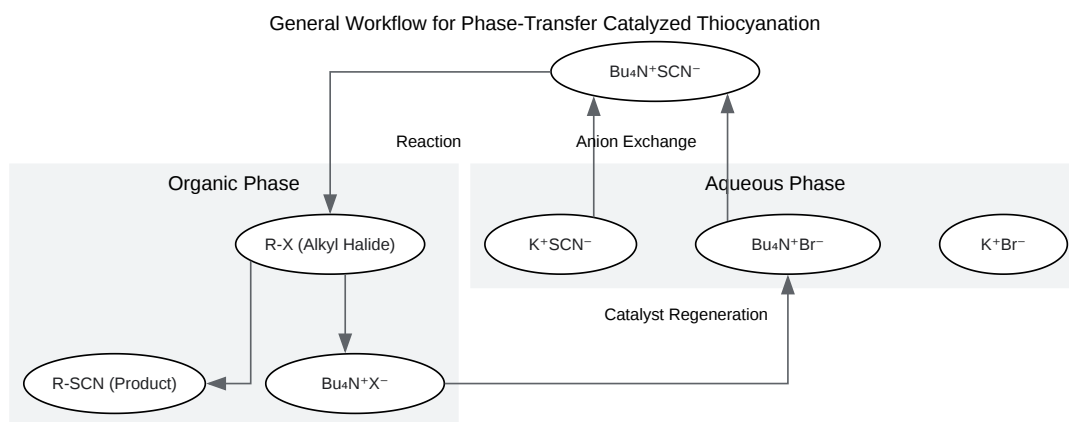 General Workflow for Phase-Transfer Catalyzed Thiocyanation
Bu₄N⁺SCN⁻
Reaction
Anion Exchange
Organic Phase
Aqueous Phase
R-X (Alkyl Halide)
K⁺SCN⁻
Bu₄N⁺Br⁻
K⁺Br⁻
Catalyst Regeneration
R-SCN (Product)
Bu₄N⁺X⁻